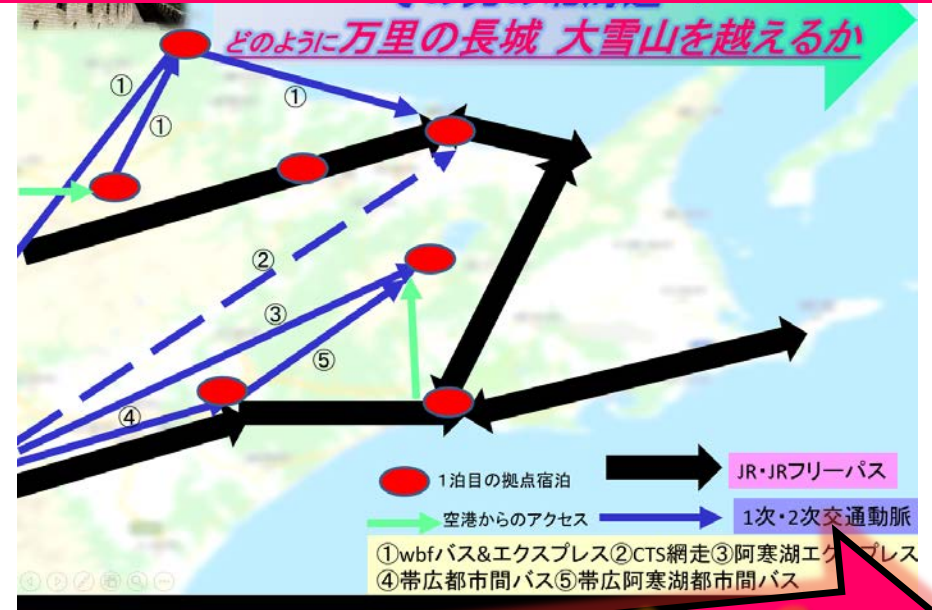 どのように万里の長城 大雪山を越えるか
①
①
①
②
③
⑤
④
1泊目の拠点宿泊
JR・JRフリーパス
空港からのアクセス
1次・2次交通動脈
①wbfバス&エクスプレス②CTS網走③阿寒湖エクスプレス
④帯広都市間バス⑤帯広阿寒湖都市間バス